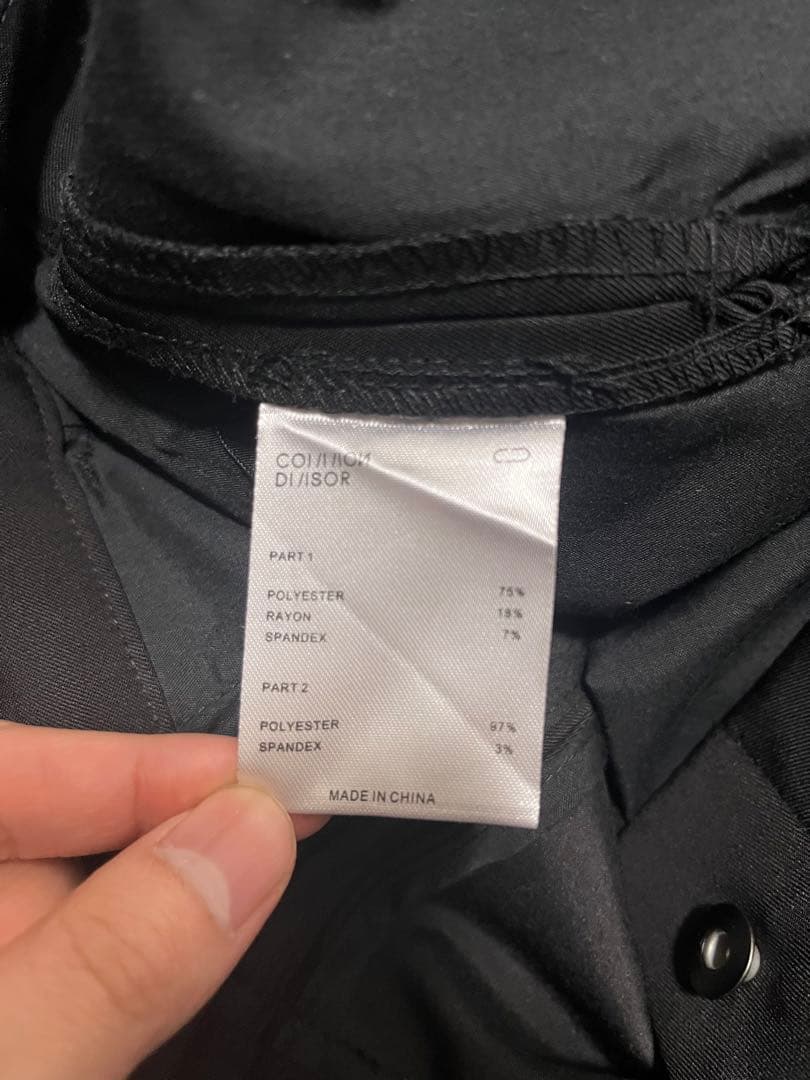 COMMON
DIVISOR
PART 1
POLYESTER 75%
RAYON 18%
SPANDEX 7%
PART 2
POLYESTER 97%
SPANDEX 3%
MADE IN CHINA